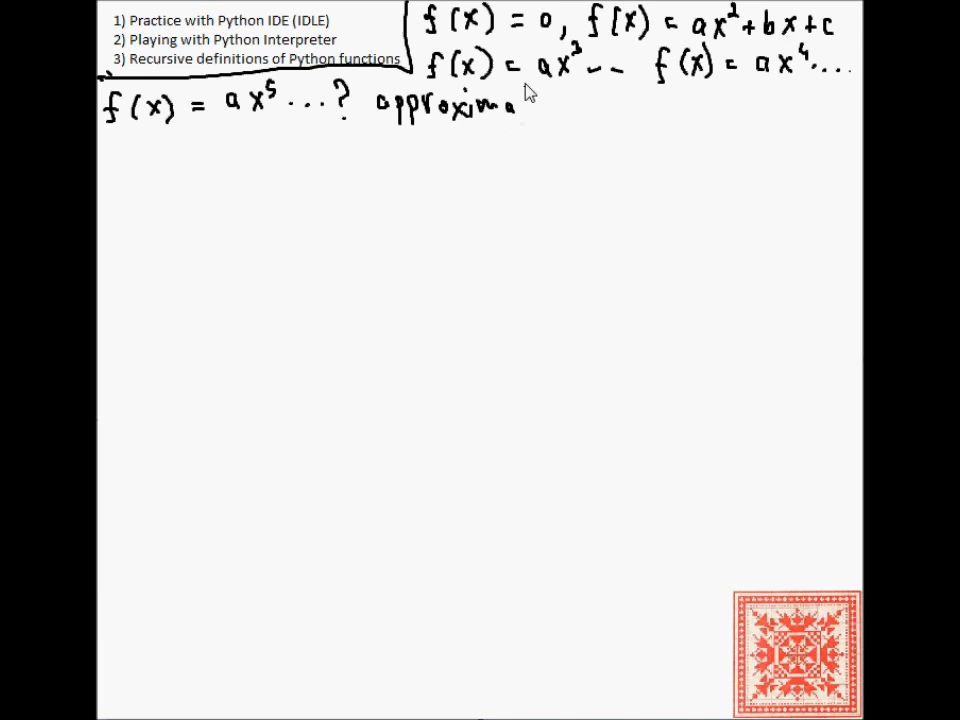 1) Practice with Python IDE (IDLE)
2) Playing with Python Interpreter
3) Recursive definitions of Python functions
f(x) = 0, f(x) = ax² + bx + c
f(x) = ax³ -- f(x) = ax⁴ ....
f(x) = ax⁵ ...? approxima